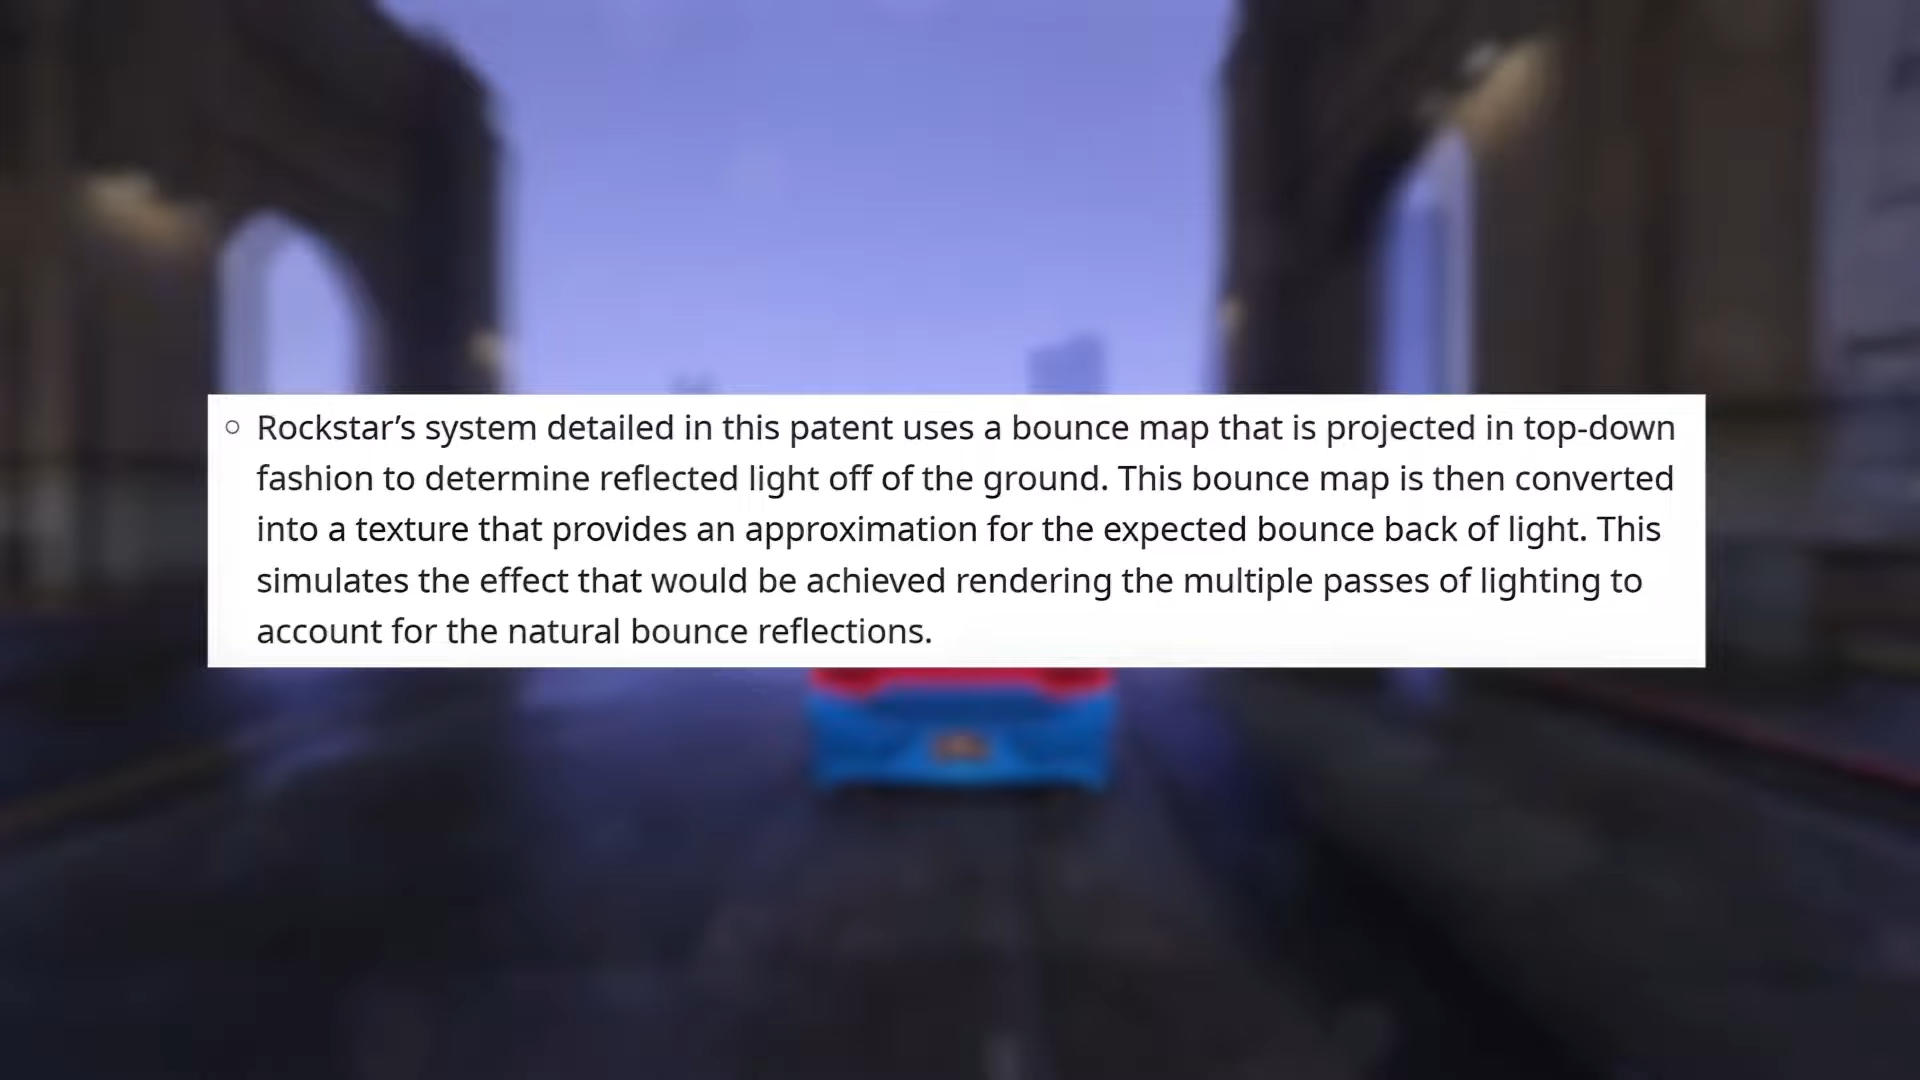 Rockstar’s system detailed in this patent uses a bounce map that is projected in top-down
fashion to determine reflected light off of the ground. This bounce map is then converted
into a texture that provides an approximation for the expected bounce back of light. This
simulates the effect that would be achieved rendering the multiple passes of lighting to
account for the natural bounce reflections.